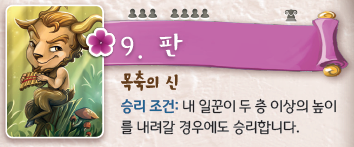 9. 판
목축의 신
승리 조건: 내 일꾼이 두 층 이상의 높이
를 내려갈 경우에도 승리합니다.